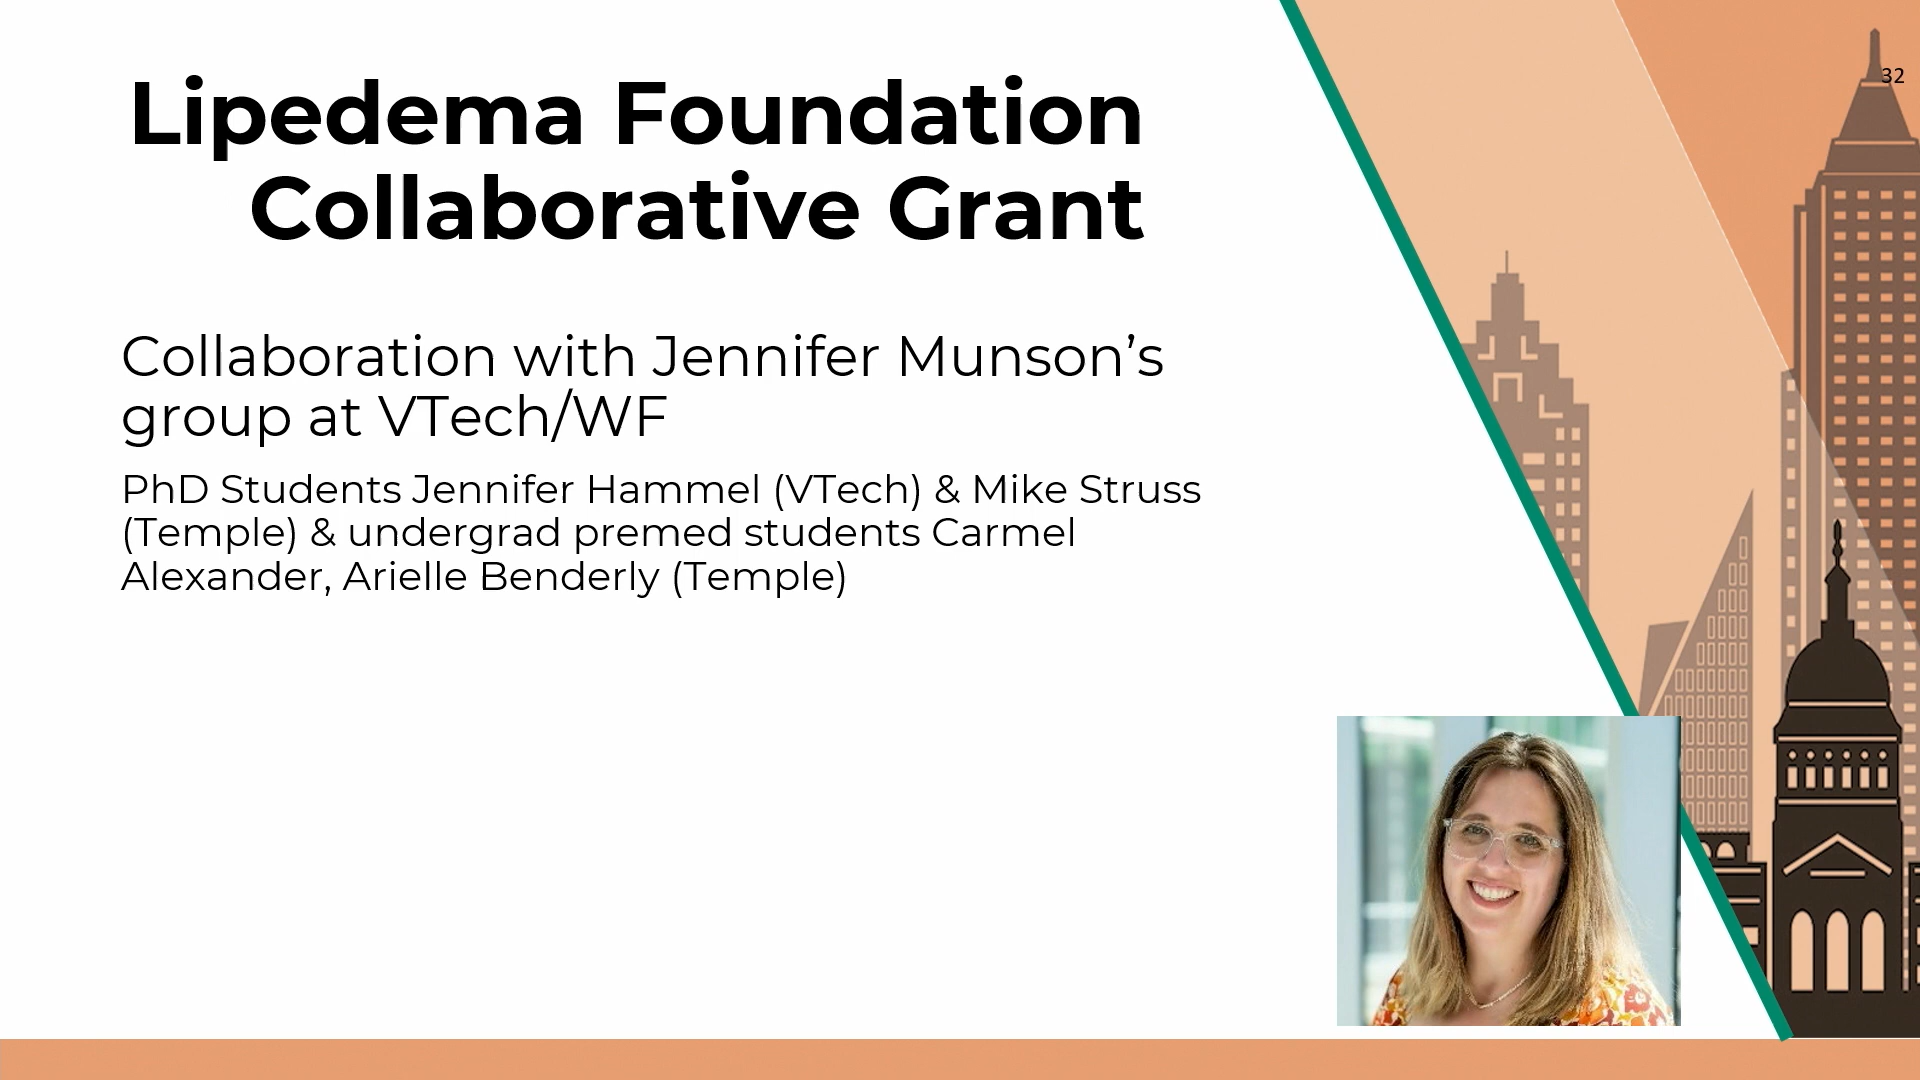 32
Lipedema Foundation
Collaborative Grant
Collaboration with Jennifer Munson’s
group at VTech/WF
PhD Students Jennifer Hammel (VTech) & Mike Struss
(Temple) & undergrad premed students Carmel
Alexander, Arielle Benderly (Temple)